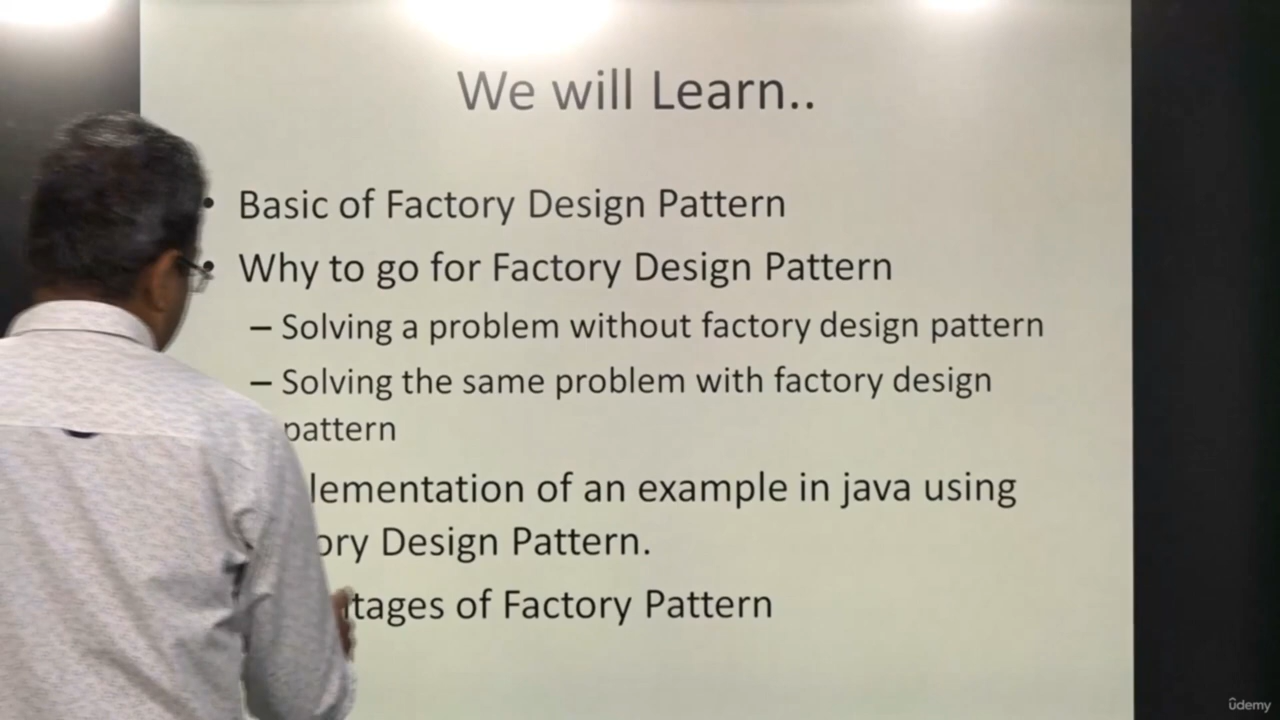 We will Learn..
• Basic of Factory Design Pattern
• Why to go for Factory Design Pattern
– Solving a problem without factory design pattern
– Solving the same problem with factory design
pattern
lementation of an example in java using
ory Design Pattern.
tages of Factory Pattern
ûdemy